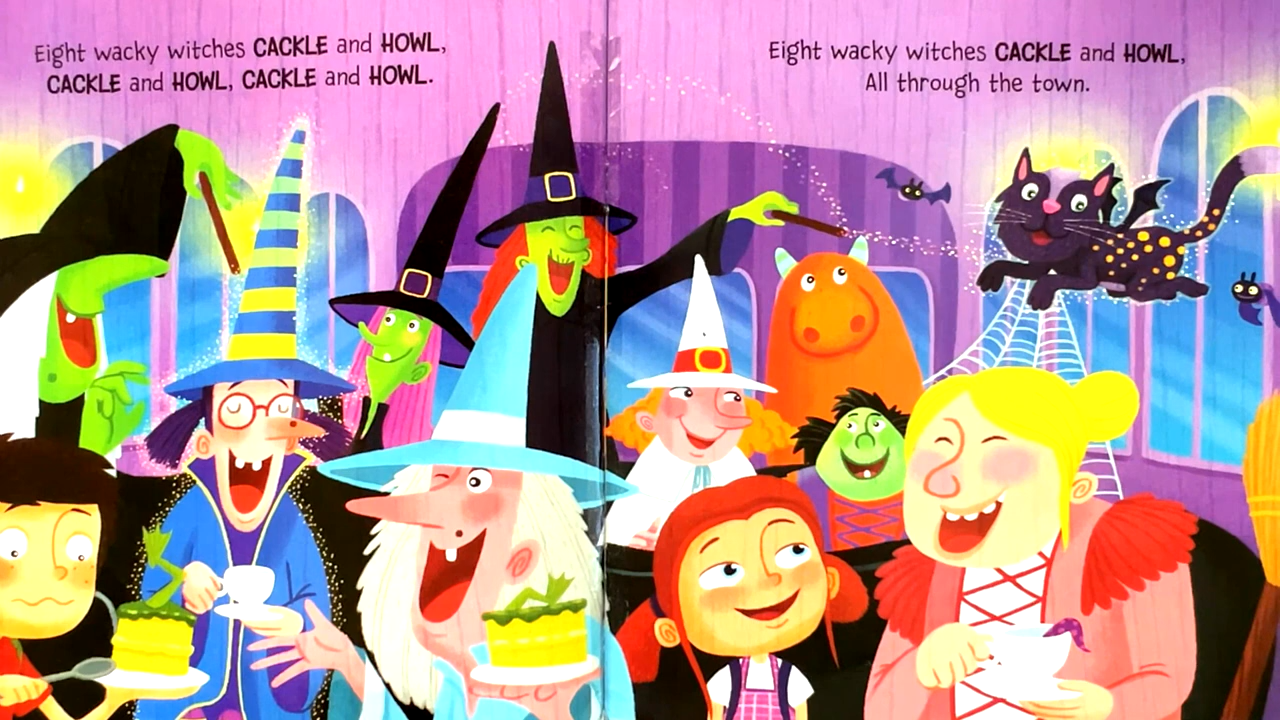 Eight wacky witches CACKLE and HOWL,
CACKLE and HOWL, CACKLE and HOWL.
Eight wacky witches CACKLE and HOWL,
All through the town.